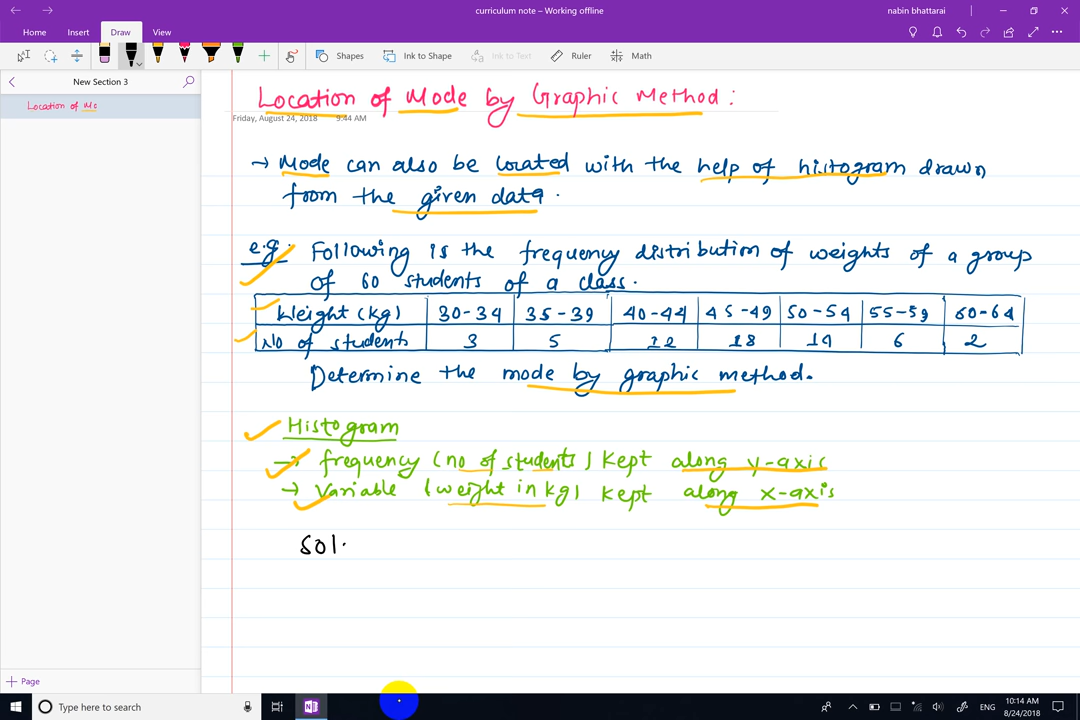 curriculum note – Working offline
nabin bhattarai
Home Insert Draw View
Shapes Ink to Shape Ink to Text Ruler Math
New Section 3
Location of Mo
Location of Mode by Graphic Method :
Friday, August 24, 2018 9:44 AM
→ Mode can also be located with the help of histogram drawn
from the given data.
e.g. Following is the frequency distribution of weights of a group
of 60 students of a class.
Weight (kg) 30-34 35-39 40-44 45-49 50-54 55-59 60-64
No of students 3 5 12 18 14 6 2
Determine the mode by graphic method.
Histogram
→ frequency (no of students) Kept along y-axis
→ Variable (weight in kg) Kept along x-axis
Sol.
+ Page
Type here to search
10:14 AM
8/24/2018